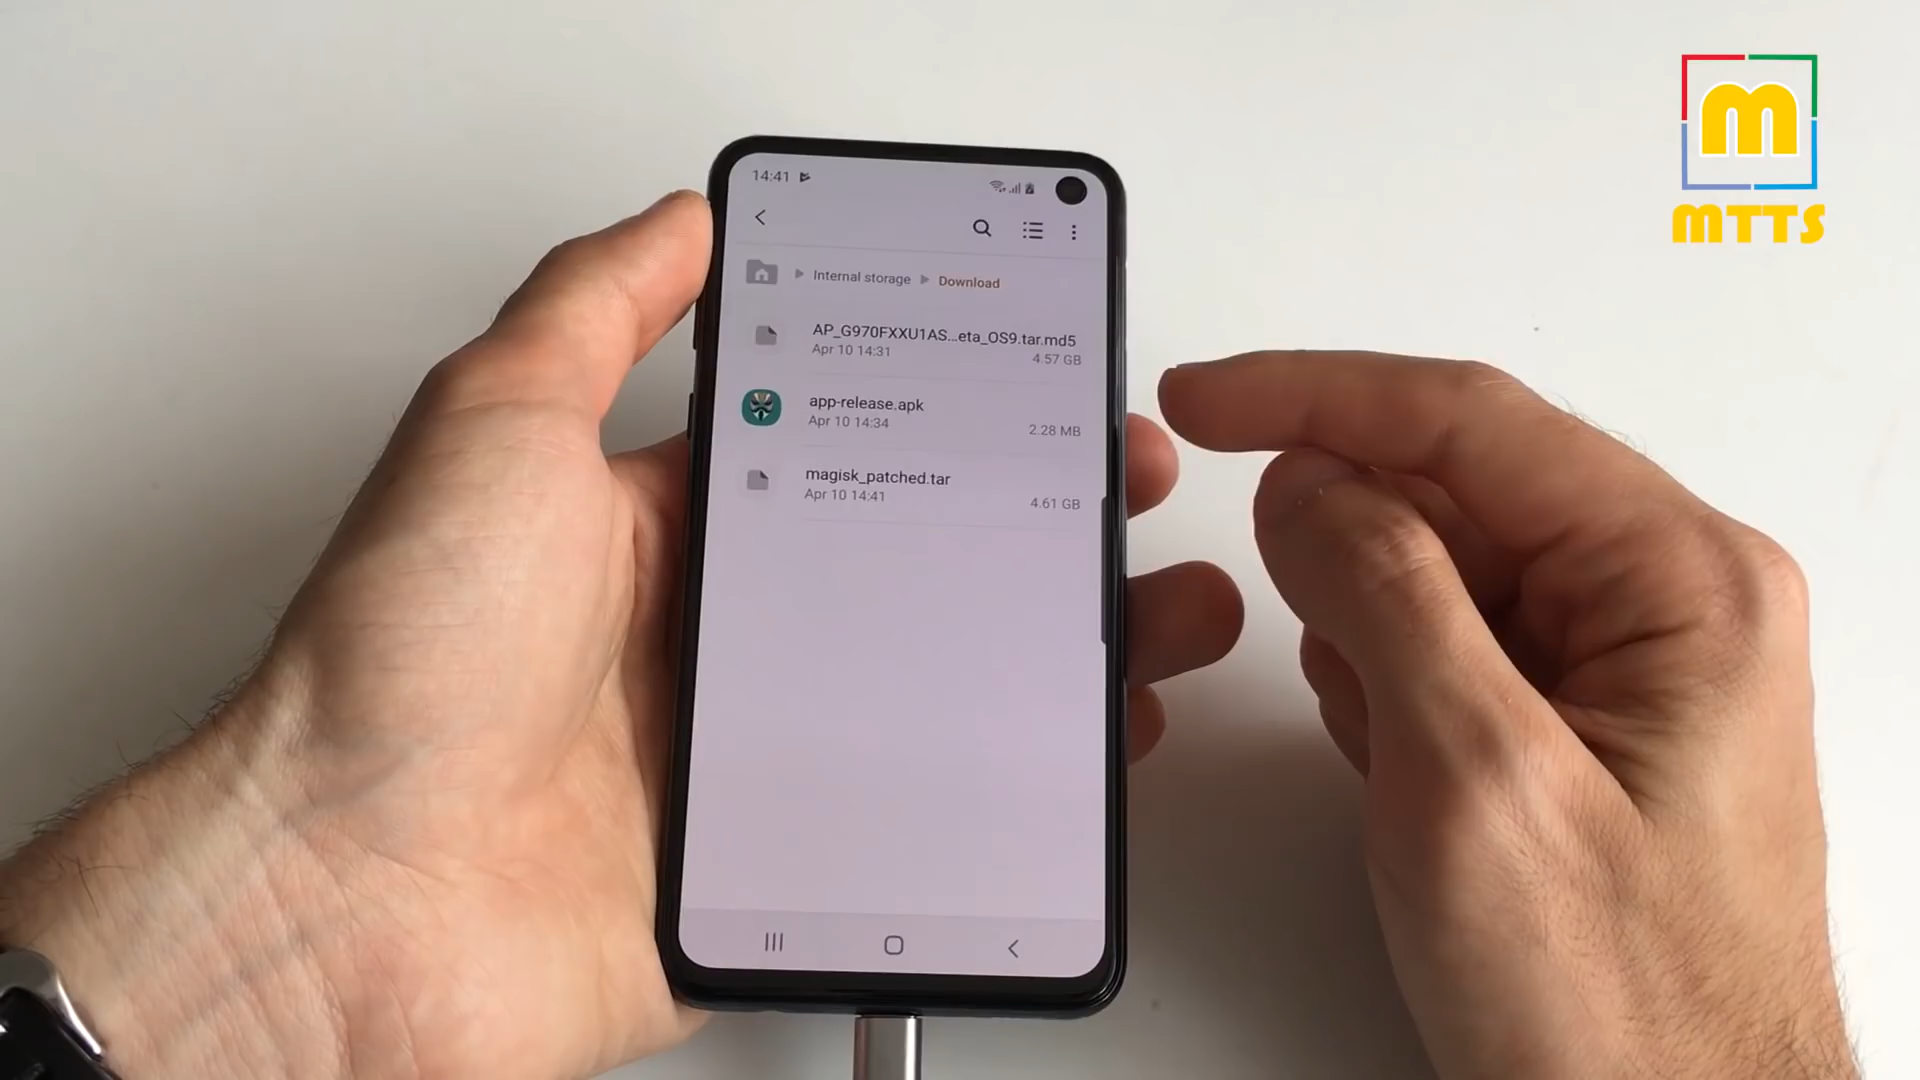 14:41
Internal storage
Download
AP_G970FXXU1AS...eta_OS9.tar.md5
Apr 10 14:31
4.57 GB
app-release.apk
Apr 10 14:34
2.28 MB
magisk_patched.tar
Apr 10 14:41
4.61 GB
m
MTTS